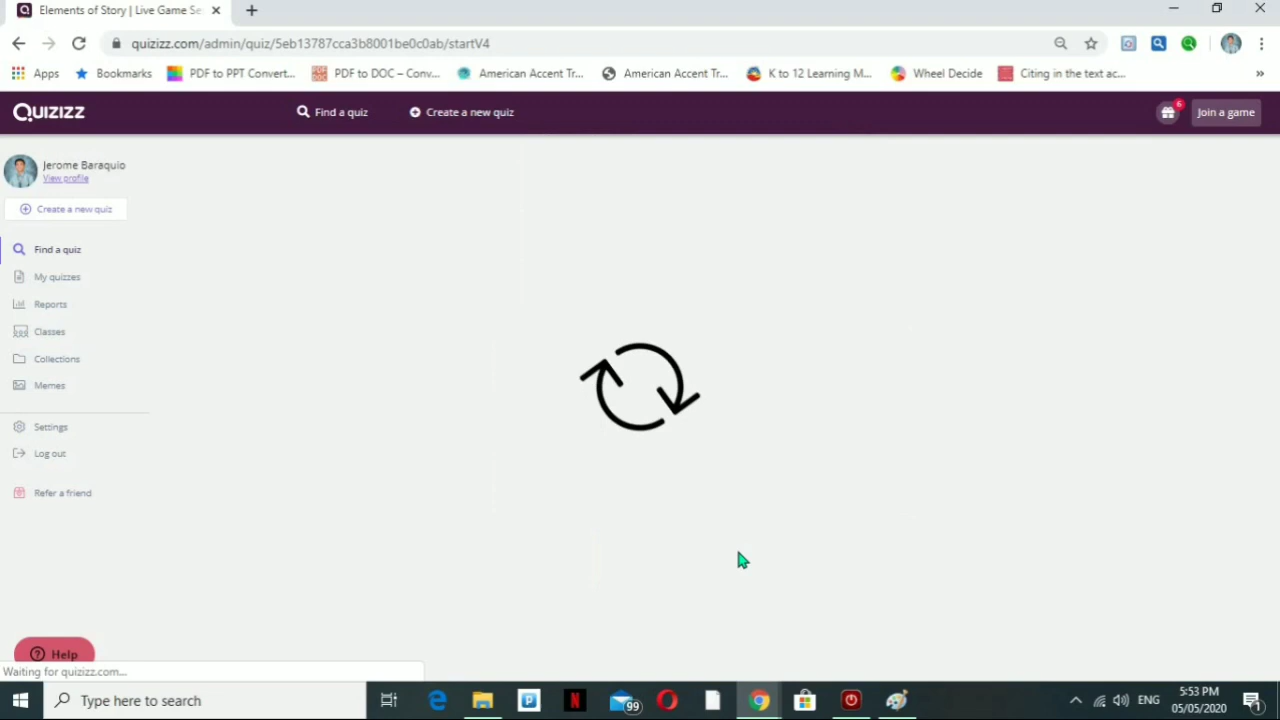 Elements of Story | Live Game Se
quizizz.com/admin/quiz/5eb13787cca3b8001be0c0ab/startV4
Apps Bookmarks PDF to PPT Convert... PDF to DOC – Conv... American Accent Tr... American Accent Tr... K to 12 Learning M... Wheel Decide Citing in the text ac... »
QUIZIZZ Find a quiz Create a new quiz 6 Join a game
Jerome Baraquio
View profile
Create a new quiz
Find a quiz
My quizzes
Reports
Classes
Collections
Memes
Settings
Log out
Refer a friend
Help
Waiting for quizizz.com...
Type here to search 99 ENG 5:53 PM
05/05/2020 1